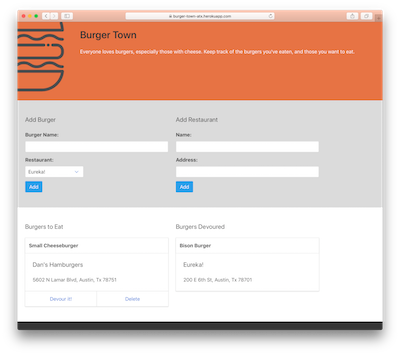 burger-town-atx.herokuapp.com
Burger Town
Everyone loves burgers, especially those with cheese. Keep track of the burgers you've eaten, and those you want to eat.
Add Burger
Add Restaurant
Burger Name:
Name:
Restaurant:
Address:
Eureka!
Add
Add
Burgers to Eat
Burgers Devoured
Small Cheeseburger
Bison Burger
Dan's Hamburgers
Eureka!
5602 N Lamar Blvd, Austin, Tx 78751
200 E 6th St, Austin, Tx 78701
Devour it!
Delete